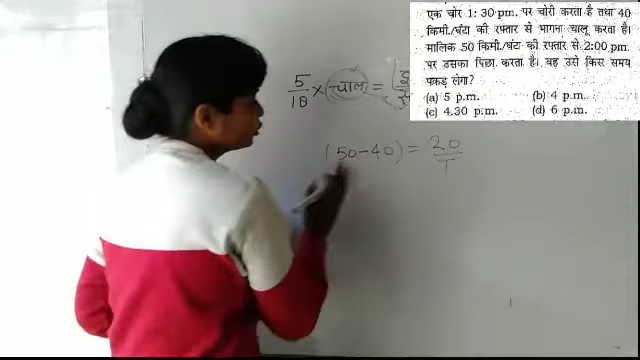 एक चोर 1: 30 pm. पर चोरी करता है तथा 40
किमी./घंटा की रफ्तार से भागना चालू करता है।
मालिक 50 किमी./घंटा की रफ्तार से 2:00 pm.
पर उसका पिछा करता है। वह उसे किस समय
पकड़ लेगा?
(a) 5 p.m. (b) 4 p.m.
(c) 4.30 p.m. (d) 6 p.m.
5/18 × चाल =
(50-40) = 20/T